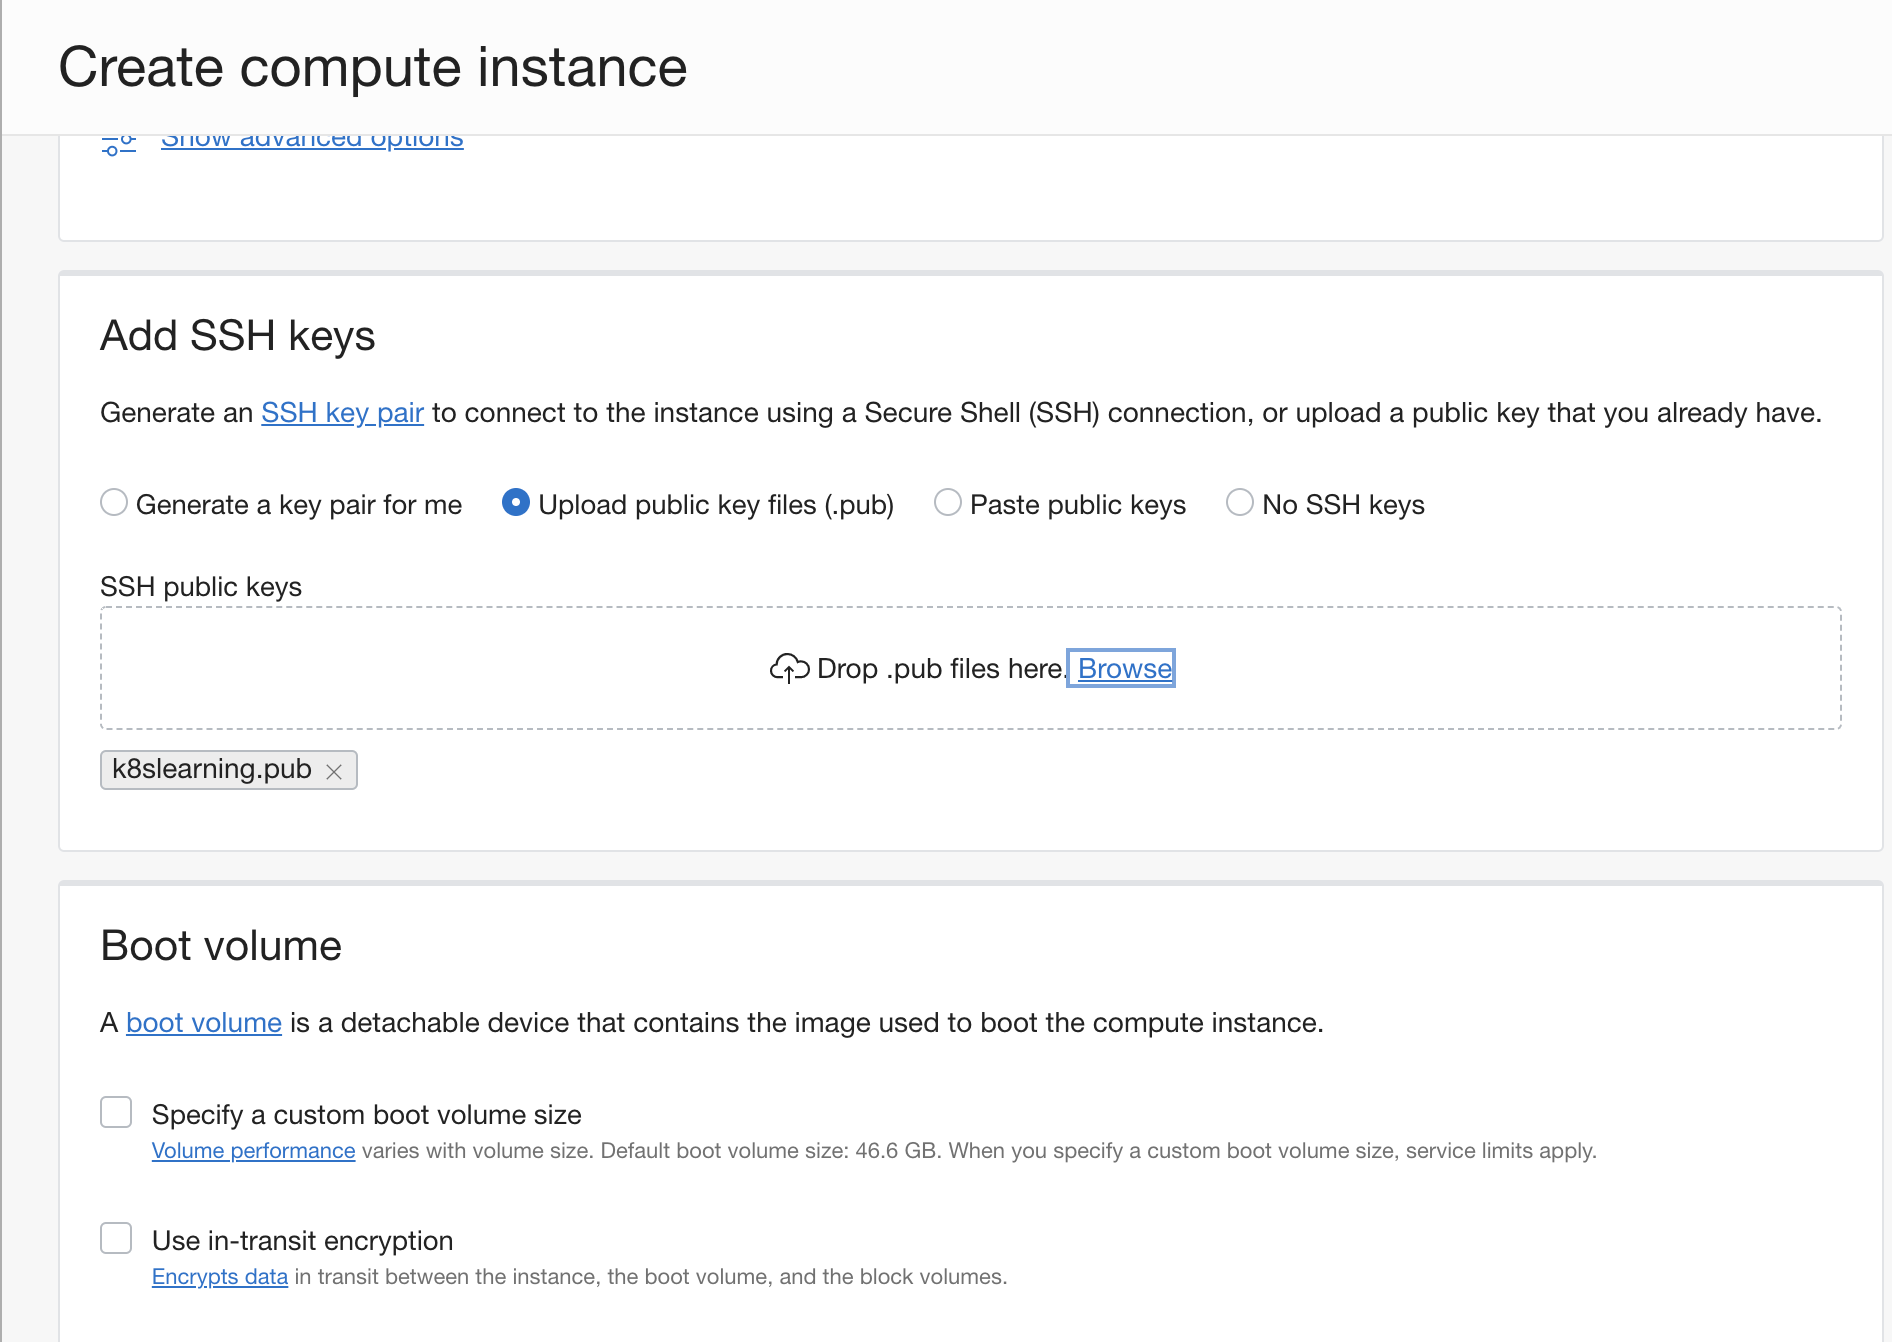 Create compute instance
Show advanced options
Add SSH keys
Generate an SSH key pair to connect to the instance using a Secure Shell (SSH) connection, or upload a public key that you already have.
Generate a key pair for me Upload public key files (.pub) Paste public keys No SSH keys
SSH public keys
Drop .pub files here. Browse
k8slearning.pub
Boot volume
A boot volume is a detachable device that contains the image used to boot the compute instance.
Specify a custom boot volume size
Volume performance varies with volume size. Default boot volume size: 46.6 GB. When you specify a custom boot volume size, service limits apply.
Use in-transit encryption
Encrypts data in transit between the instance, the boot volume, and the block volumes.